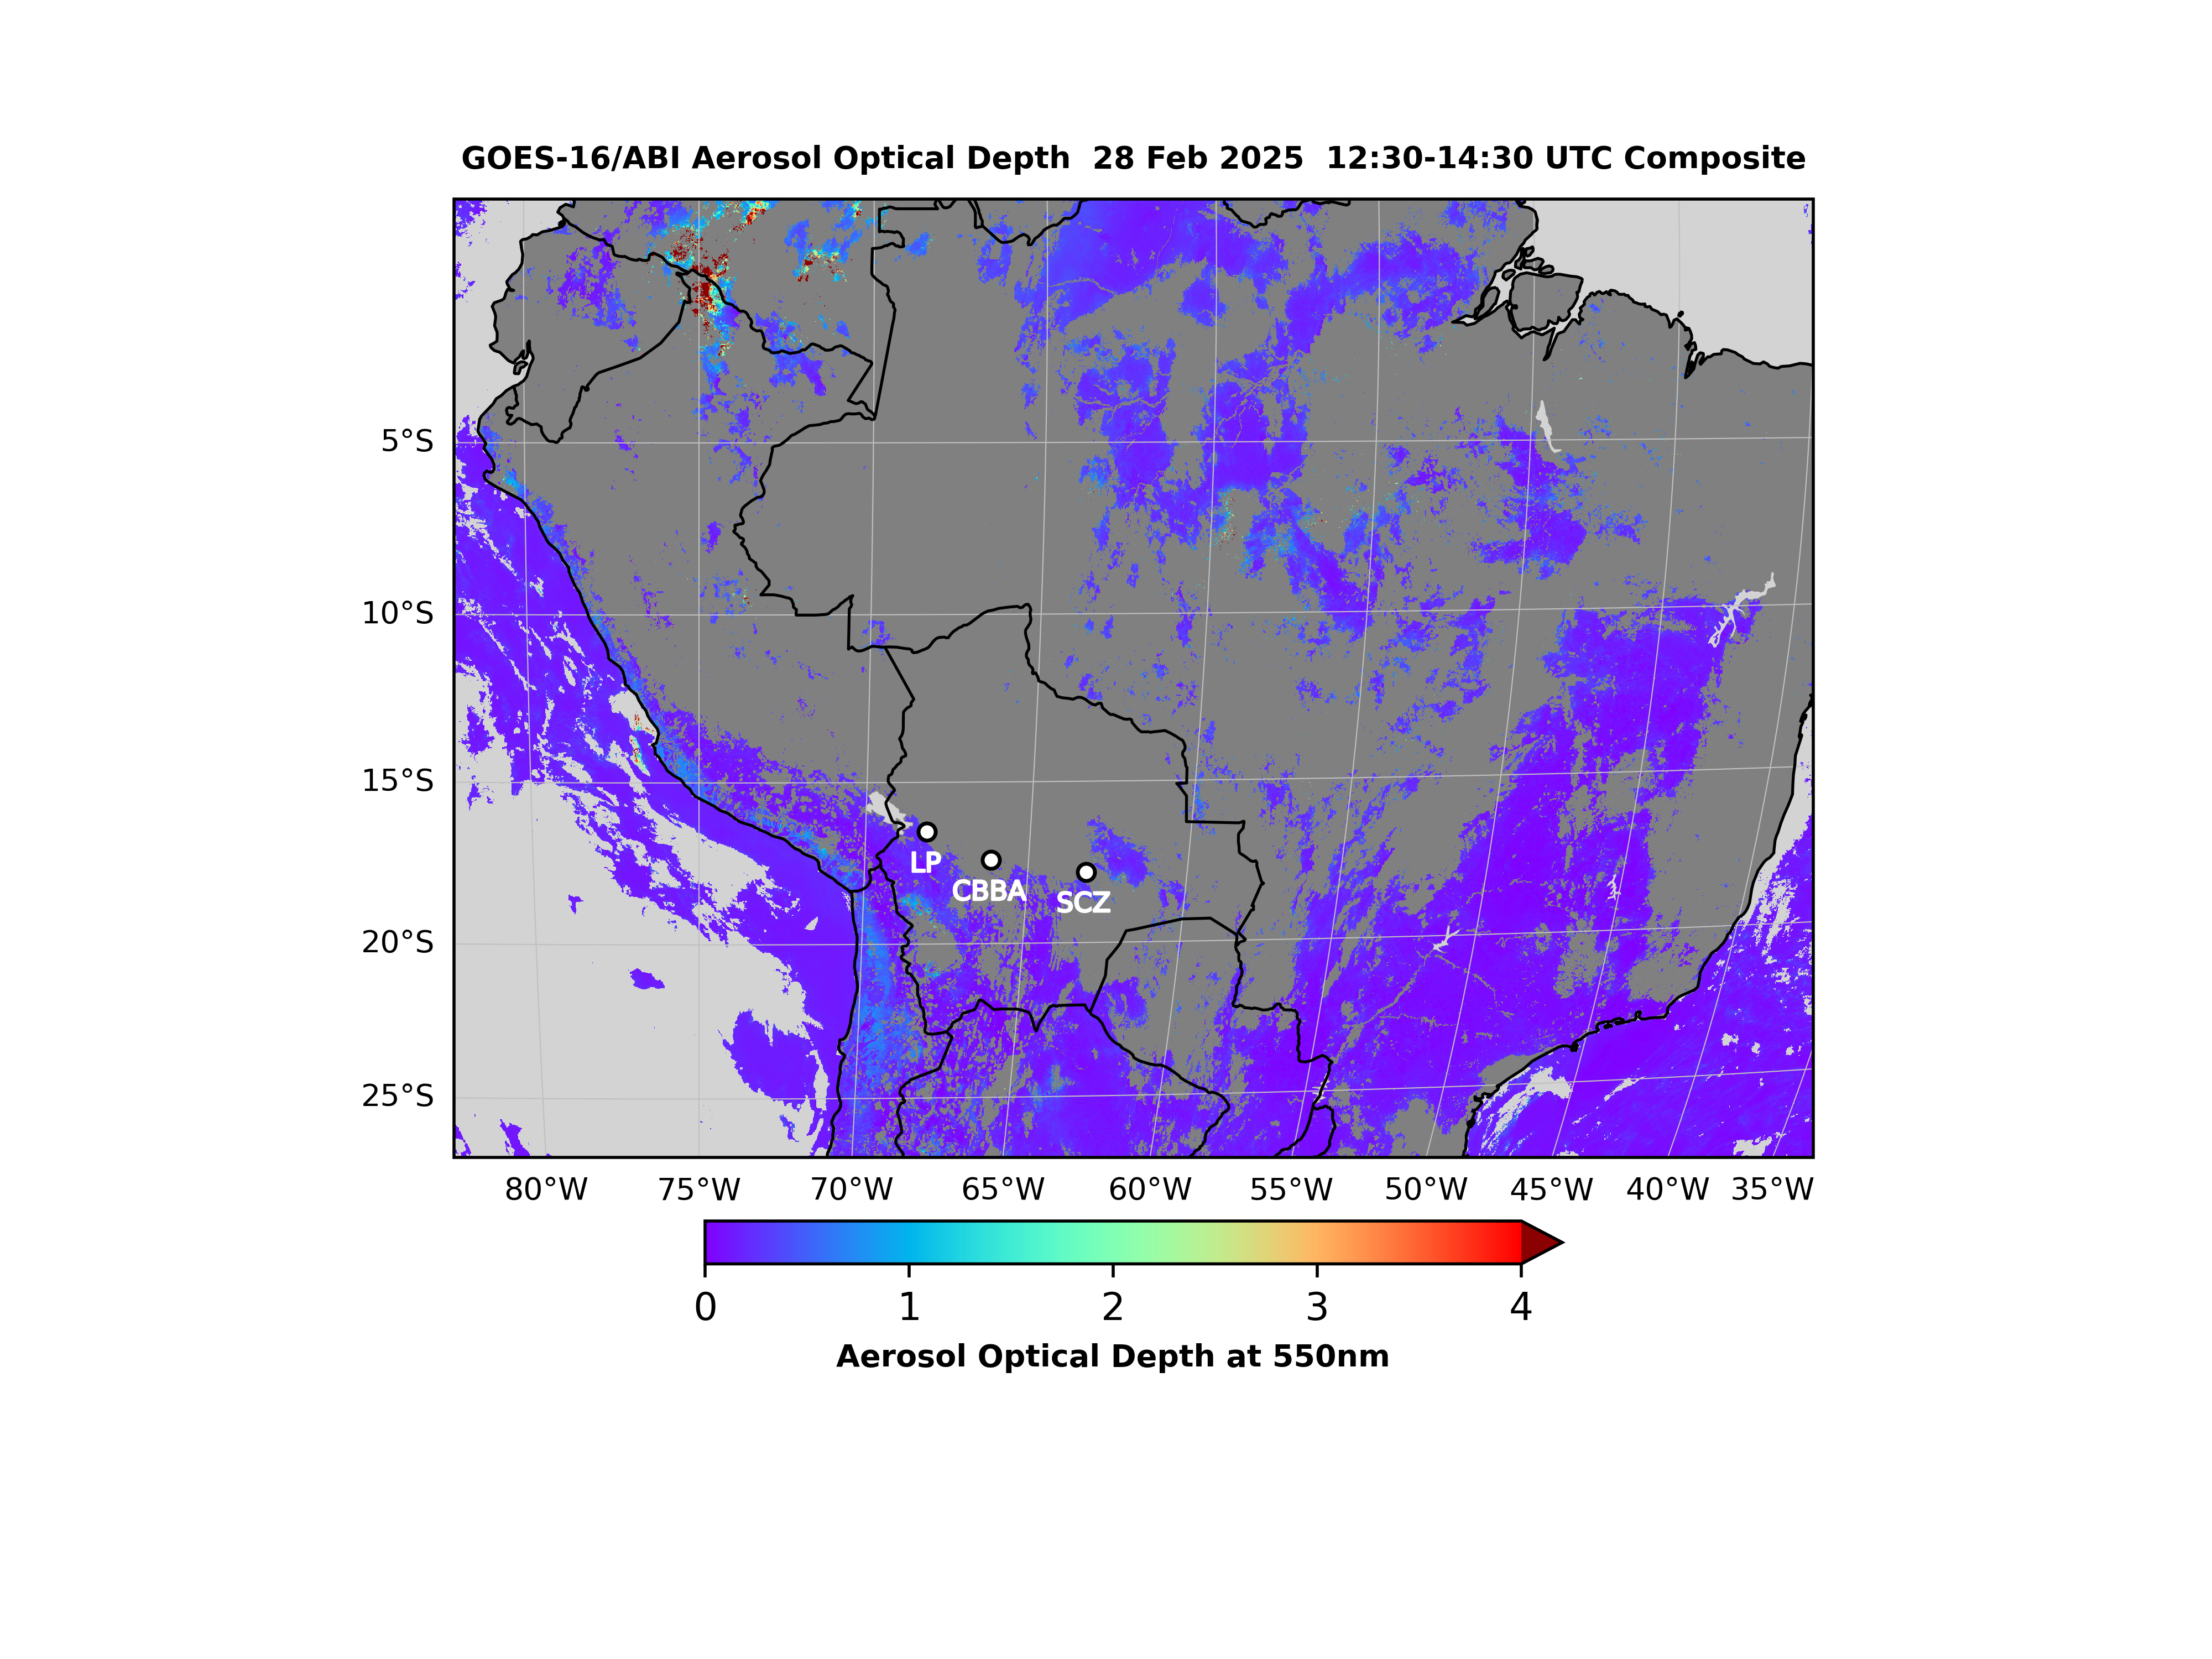 GOES-16/ABI Aerosol Optical Depth  28 Feb 2025  12:30-14:30 UTC Composite
5°S
10°S
15°S
LP
CBBA
SCZ
20°S
25°S
80°W 75°W 70°W 65°W 60°W 55°W 50°W 45°W 40°W 35°W
0 1 2 3 4
Aerosol Optical Depth at 550nm